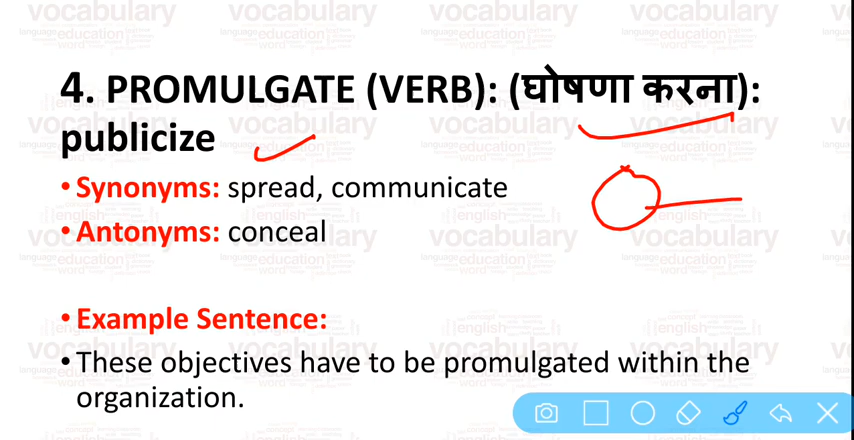 4. PROMULGATE (VERB): (घोषणा करना):
publicize
•Synonyms: spread, communicate
•Antonyms: conceal
•Example Sentence:
•These objectives have to be promulgated within the
organization.